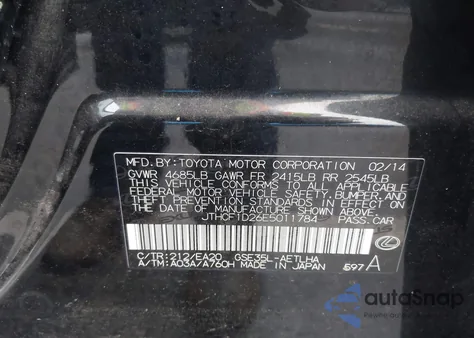 MFD.BY:TOYOTA MOTOR CORPORATION 02/14
GVWR 4685LB GAWR FR 2415LB RR 2545LB
THIS VEHICLE CONFORMS TO ALL APPLICABLE
FEDERAL MOTOR VEHICLE SAFETY, BUMPER, AND
THEFT PREVENTION STANDARDS IN EFFECT ON
THE DATE OF MANUFACTURE SHOWN ABOVE.
JTHCF1D26E5011784 PASS.CAR
C/TR:212/EA20 GSE35L-AETLHA
A/TM:A03A/A760H MADE IN JAPAN 597 A
autoSnap